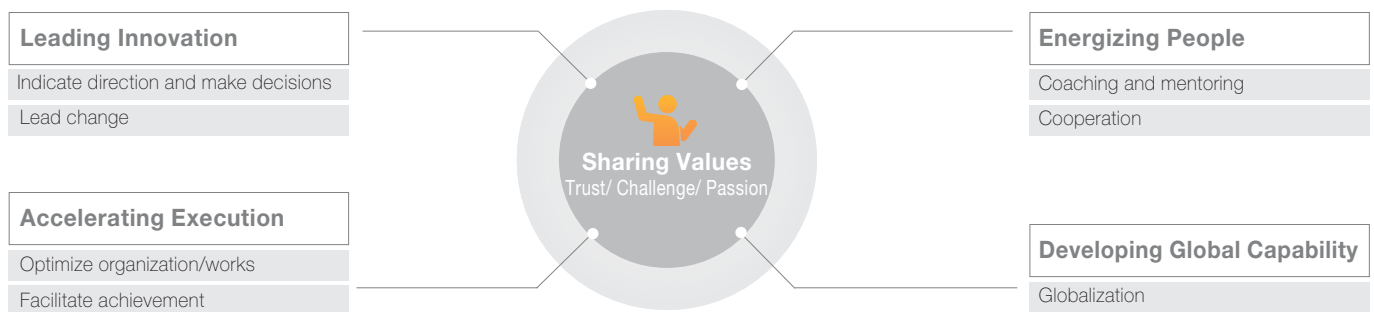 Leading Innovation
Indicate direction and make decisions
Lead change
Accelerating Execution
Optimize organization/works
Facilitate achievement
Sharing Values
Trust/ Challenge/ Passion
Energizing People
Coaching and mentoring
Cooperation
Developing Global Capability
Globalization